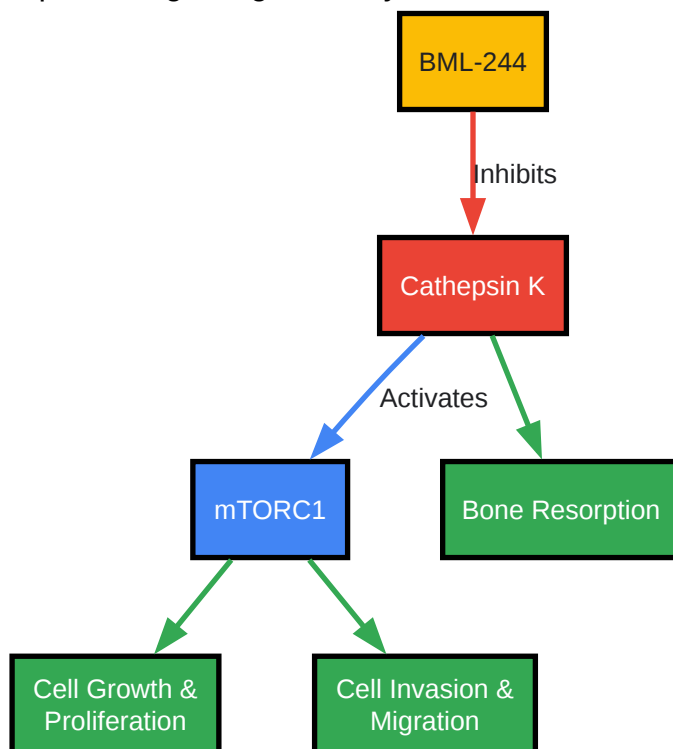 BML-244
Inhibits
Cathepsin K
Activates
mTORC1
Bone Resorption
Cell Growth &
Proliferation
Cell Invasion &
Migration